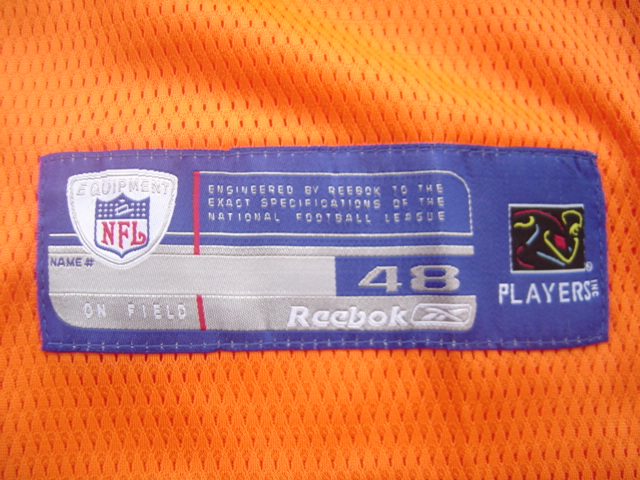 EQUIPMENT
NFL
ENGINEERED BY REEBOK TO THE
EXACT SPECIFICATIONS OF THE
NATIONAL FOOTBALL LEAGUE
NAME #
48
ON FIELD
Reebok
PLAYERS INC
®